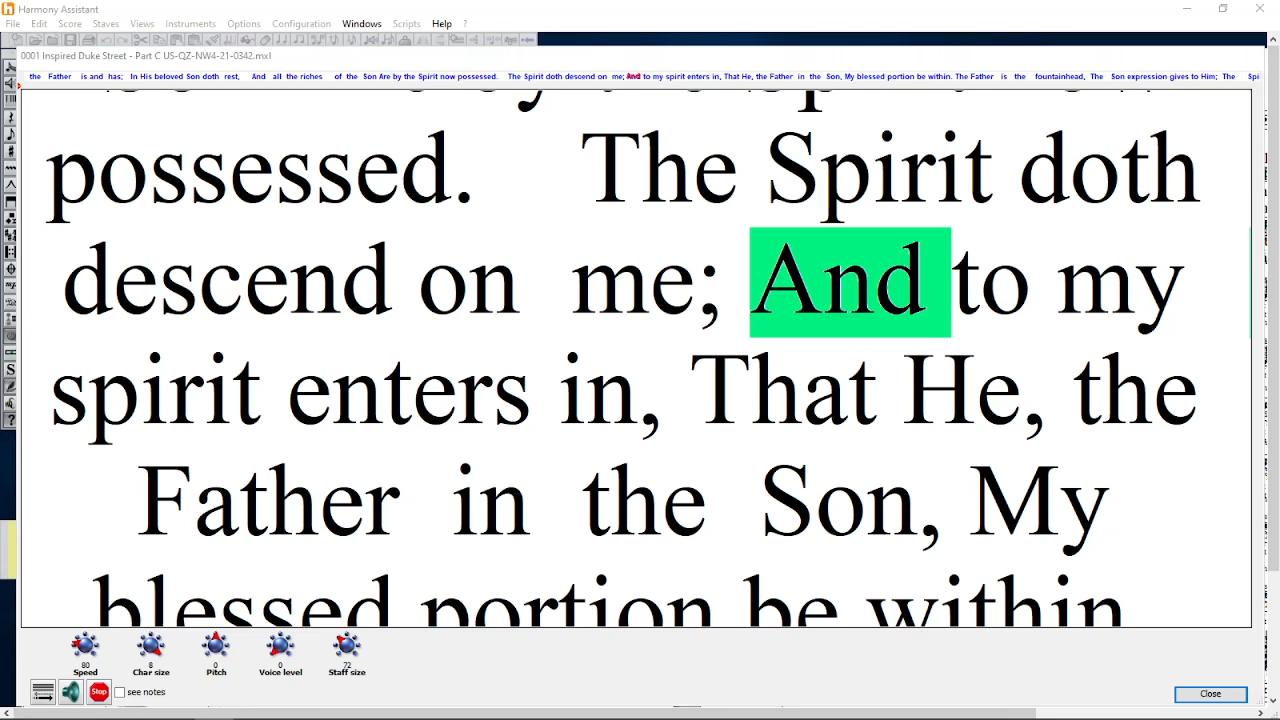 Harmony Assistant
File Edit Score Staves Views Instruments Options Configuration Windows Scripts Help ?
0001 Inspired Duke Street - Part C US-QZ-NW4-21-0342.mxl
the Father is and has; In His beloved Son doth rest, And all the riches of the Son Are by the Spirit now possessed. The Spirit doth descend on me; And to my spirit enters in, That He, the Father in the Son, My blessed portion be within. The Father is the fountainhead, The Son expression gives to Him; The Spi
possessed. The Spirit doth
descend on me; And to my
spirit enters in, That He, the
Father in the Son, My
blessed portion be within
80 8 0 0 72
Speed Char size Pitch Voice level Staff size
Stop see notes Close